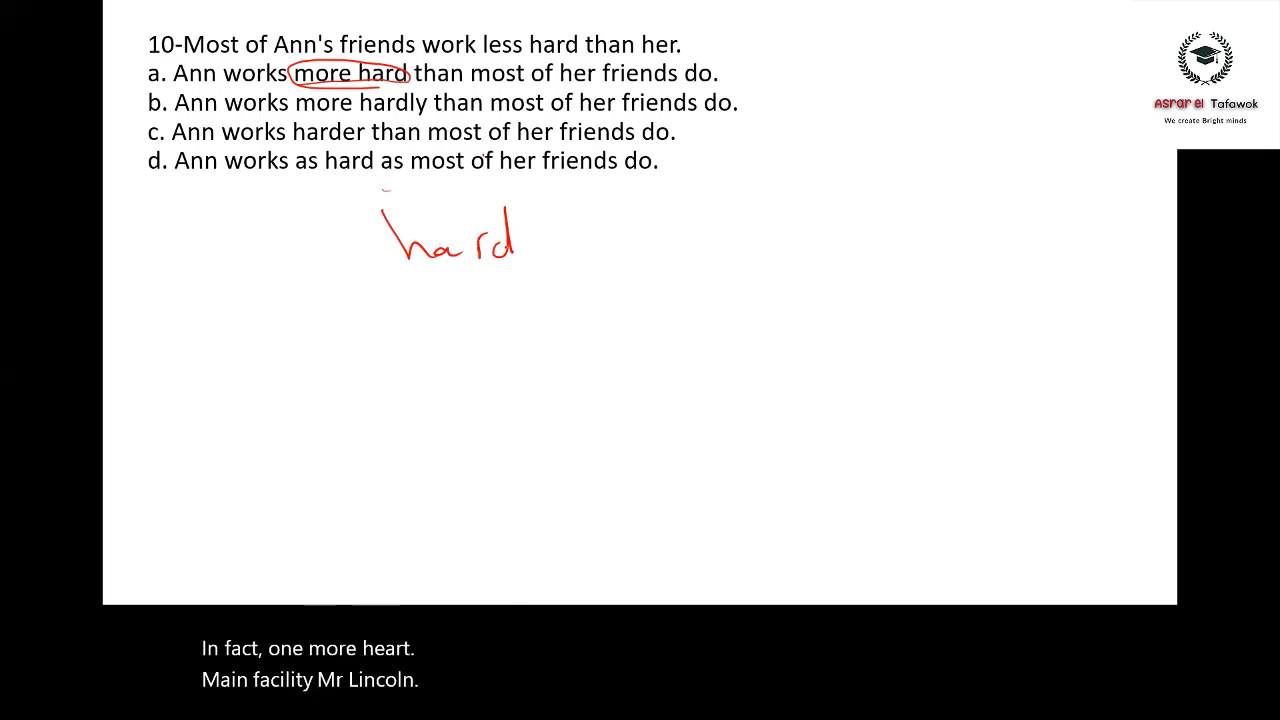 10-Most of Ann's friends work less hard than her.
a. Ann works more hard than most of her friends do.
b. Ann works more hardly than most of her friends do.
c. Ann works harder than most of her friends do.
d. Ann works as hard as most of her friends do.
hard
Asrar el Tafawok
We create Bright minds
In fact, one more heart.
Main facility Mr Lincoln.